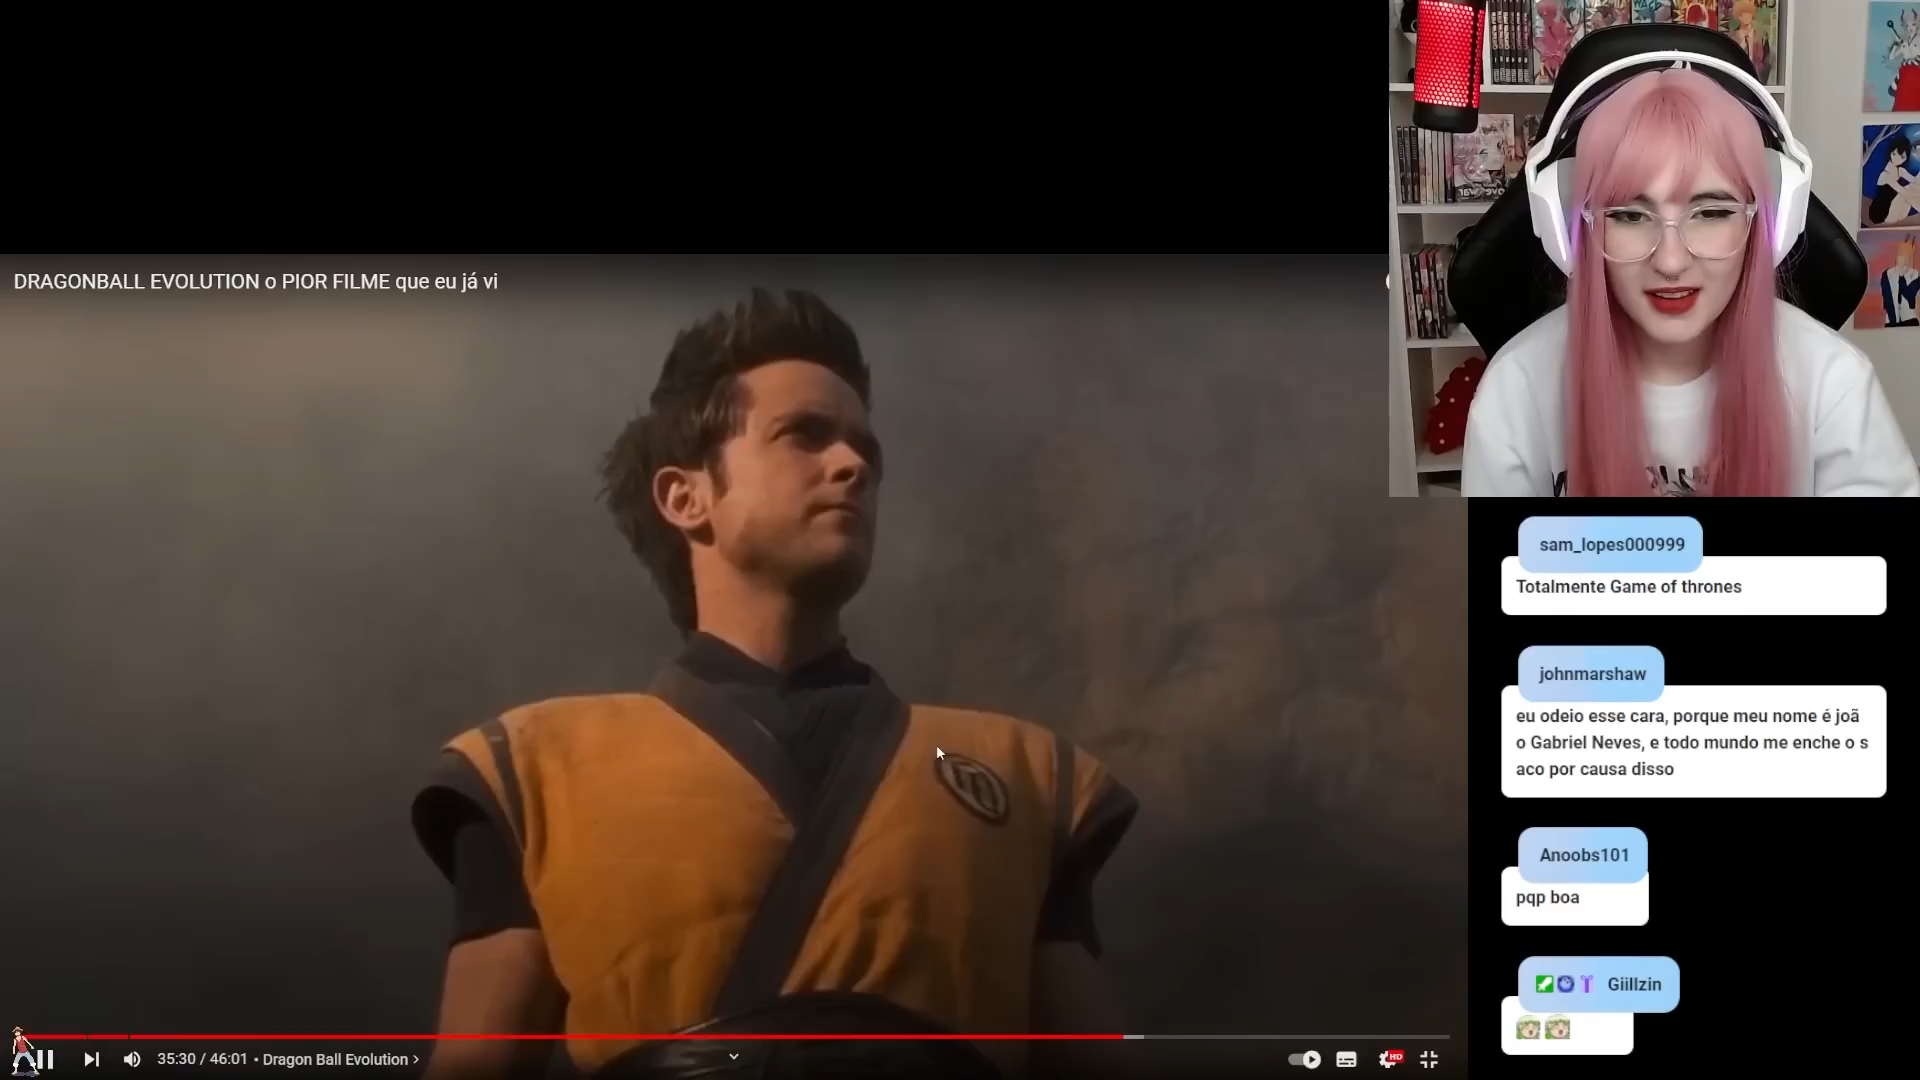 DRAGONBALL EVOLUTION o PIOR FILME que eu já vi
sam_lopes000999
Totalmente Game of thrones
johnmarshaw
eu odeio esse cara, porque meu nome é joã
o Gabriel Neves, e todo mundo me enche o s
aco por causa disso
Anoobs101
pqp boa
Giillzin
35:30 / 46:01 • Dragon Ball Evolution >
HD